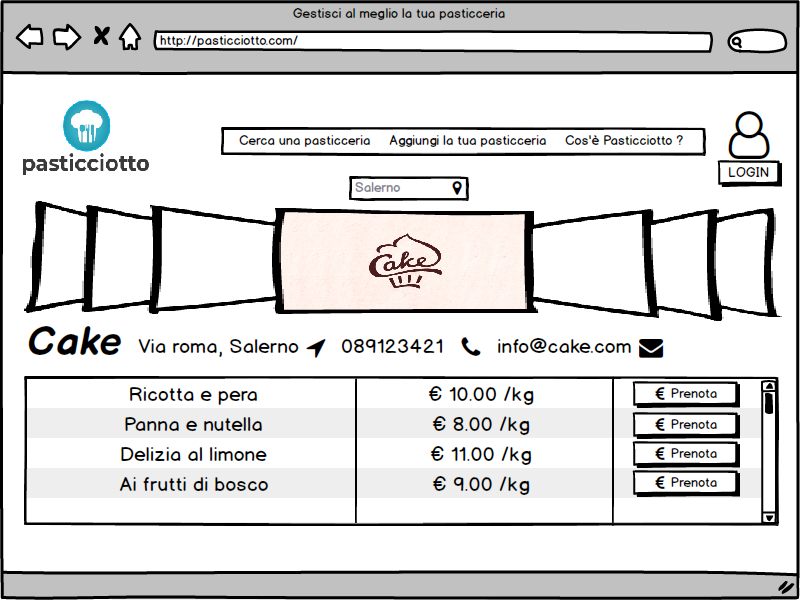 Gestisci al meglio la tua pasticceria
http://pasticciotto.com/
pasticciotto
Cerca una pasticceria Aggiungi la tua pasticceria Cos'è Pasticciotto ?
LOGIN
Salerno
Cake
Cake Via roma, Salerno 089123421 info@cake.com
Ricotta e pera € 10.00 /kg € Prenota
Panna e nutella € 8.00 /kg € Prenota
Delizia al limone € 11.00 /kg € Prenota
Ai frutti di bosco € 9.00 /kg € Prenota